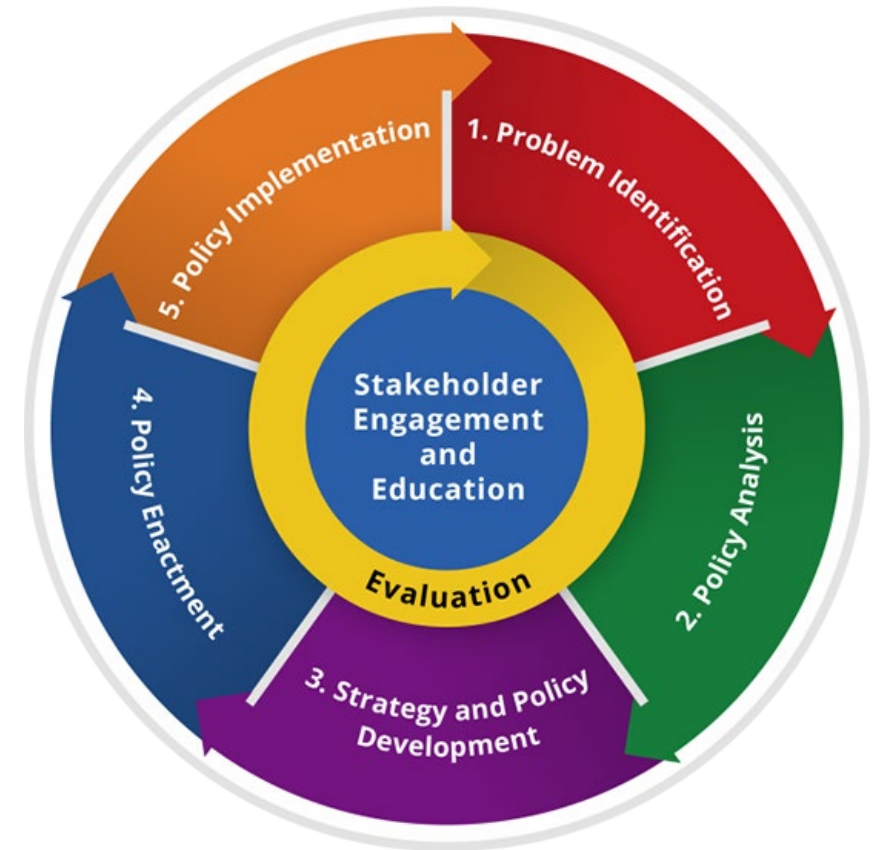 1. Problem Identification
2. Policy Analysis
3. Strategy and Policy
Development
4. Policy Enactment
5. Policy Implementation
Stakeholder
Engagement
and
Education
Evaluation